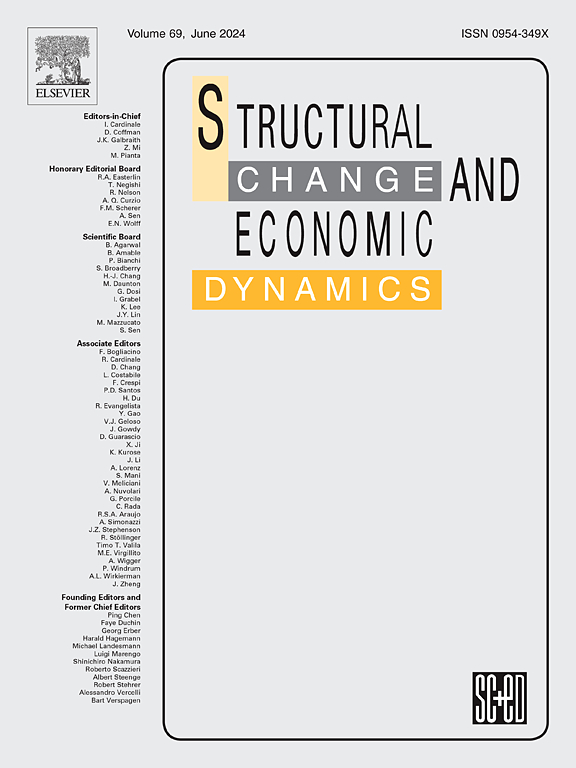 Volume 69, June 2024
ISSN 0954-349X
ELSEVIER
Editors-in-Chief
I. Cardinale
D. Coffman
J.K. Galbraith
Z. Mi
M. Pianta
Honorary Editorial Board
R.A. Easterlin
T. Negishi
R. Nelson
A. Q. Curzio
F.M. Scherer
A. Sen
E.N. Wolff
Scientific Board
B. Agarwal
B. Amable
P. Bianchi
S. Broadberry
H.-J. Chang
M. Daunton
G. Dosi
I. Grabel
K. Lee
J.Y. Lin
M. Mazzucato
S. Sen
Associate Editors
F. Bogliacino
R. Cardinale
D. Chang
L. Costabile
F. Crespi
P.D. Santos
H. Du
R. Evangelista
Y. Gao
V.J. Geloso
J. Gowdy
D. Guarascio
X. Ji
K. Kurose
J. Li
A. Lorenz
S. Mani
V. Meliciani
A. Nuvolari
G. Porcile
C. Rada
R.S.A. Araujo
A. Simonazzi
J.Z. Stephenson
R. Stöllinger
Timo T. Valila
M.E. Virgillito
A. Wigger
P. Windrum
A.L. Wirkierman
J. Zheng
Founding Editors and
Former Chief Editors
Ping Chen
Faye Duchin
Georg Erber
Harald Hagemann
Michael Landesmann
Luigi Marengo
Shinichiro Nakamura
Roberto Scazzieri
Albert Steenge
Robert Stehrer
Alessandro Vercelli
Bart Verspagen
STRUCTURAL
CHANGE AND
ECONOMIC
DYNAMICS
SC+ED